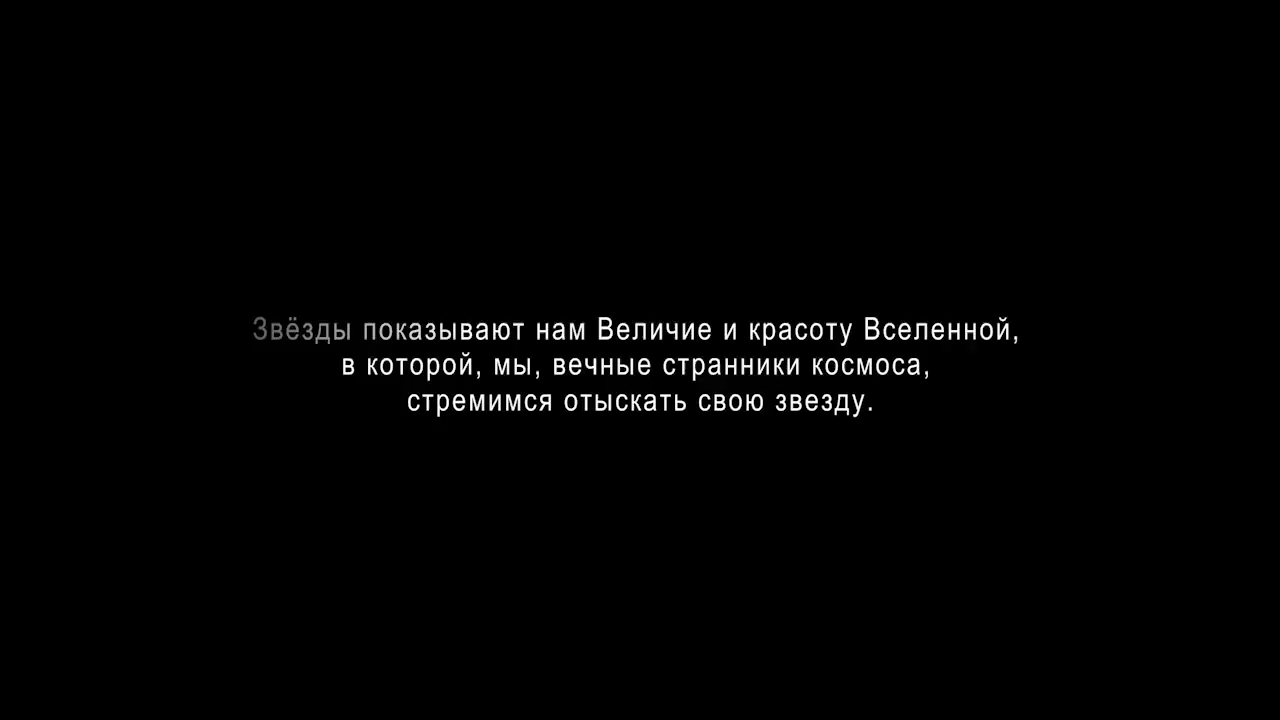 Звёзды показывают нам Величие и красоту Вселенной,
в которой, мы, вечные странники космоса,
стремимся отыскать свою звезду.